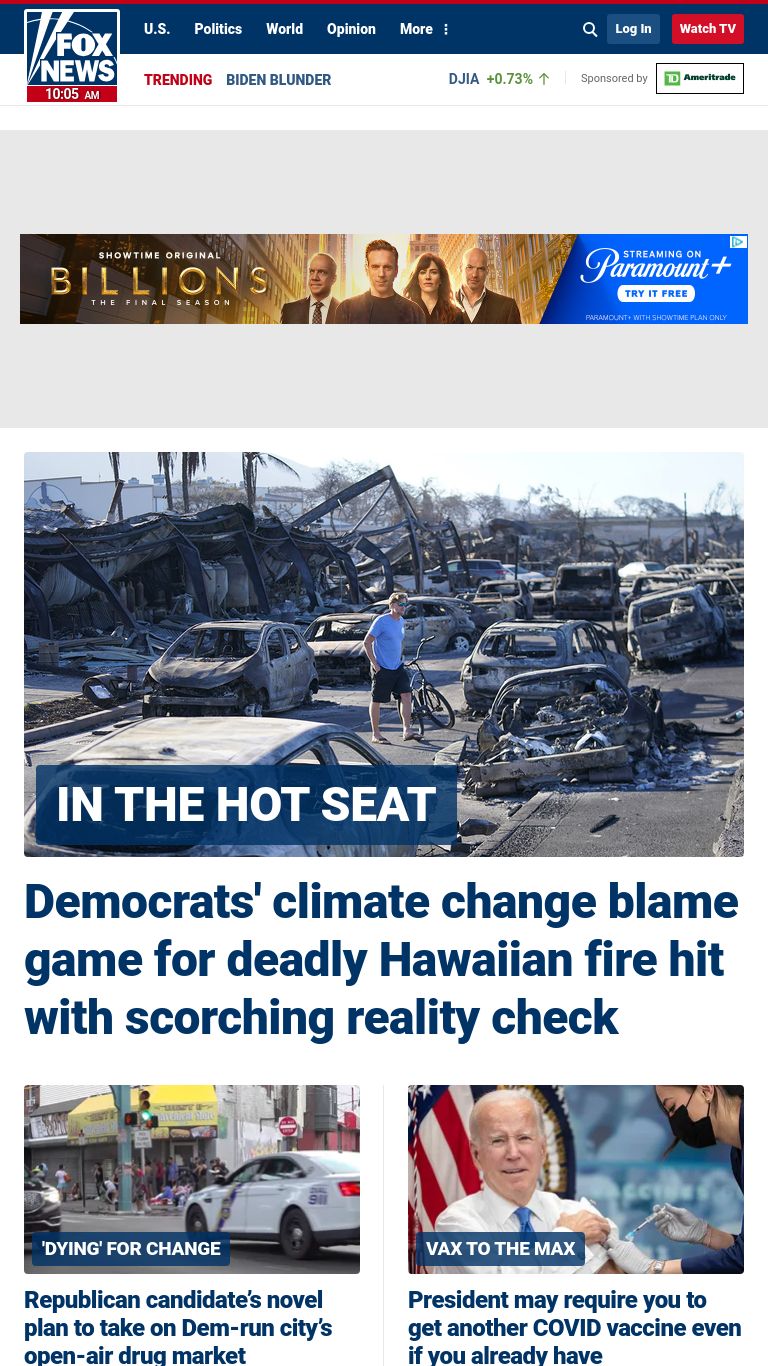 U.S. Politics World Opinion More Log In Watch TV
FOX
NEWS
10:05 AM
TRENDING BIDEN BLUNDER DJIA +0.73% Sponsored by TD Ameritrade
SHOWTIME ORIGINAL
BILLIONS
THE FINAL SEASON
STREAMING ON
Paramount+
TRY IT FREE
PARAMOUNT+ WITH SHOWTIME PLAN ONLY
IN THE HOT SEAT
Democrats' climate change blame
game for deadly Hawaiian fire hit
with scorching reality check
'DYING' FOR CHANGE
Republican candidate’s novel
plan to take on Dem-run city’s
open-air drug market
911
VAX TO THE MAX
President may require you to
get another COVID vaccine even
if you already have